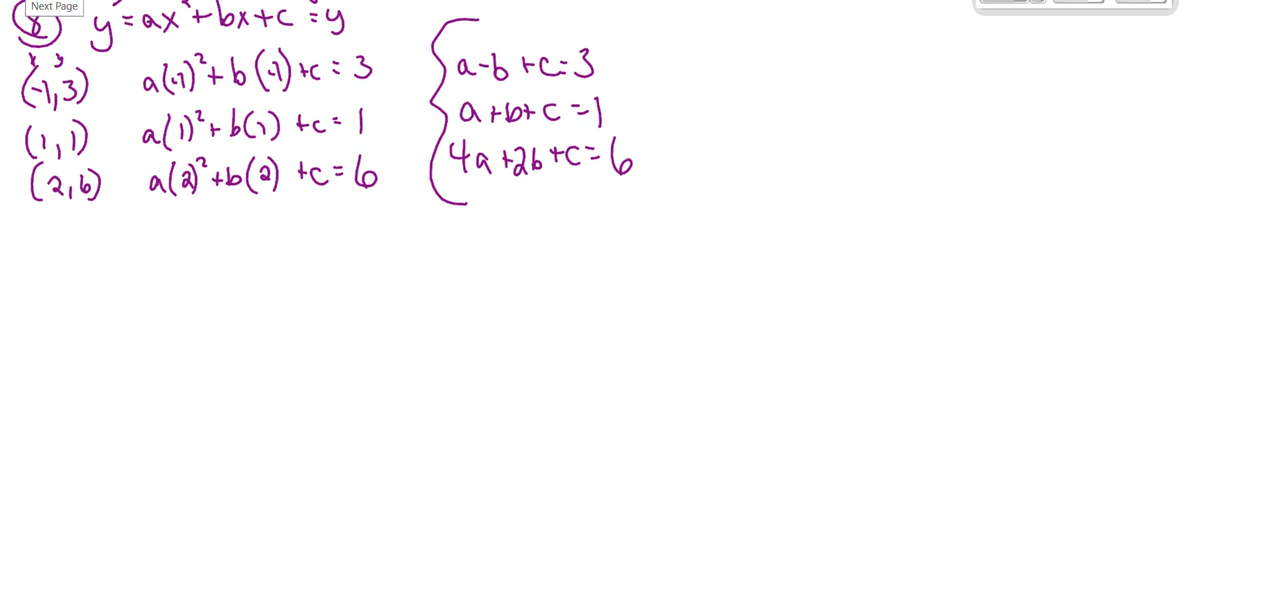 Next Page
⑧ y = ax² + bx + c = y
x y
(-1, 3) a(-1)² + b(-1) + c = 3
(1, 1) a(1)² + b(1) + c = 1
(2, 6) a(2)² + b(2) + c = 6
a - b + c = 3
a + b + c = 1
4a + 2b + c = 6